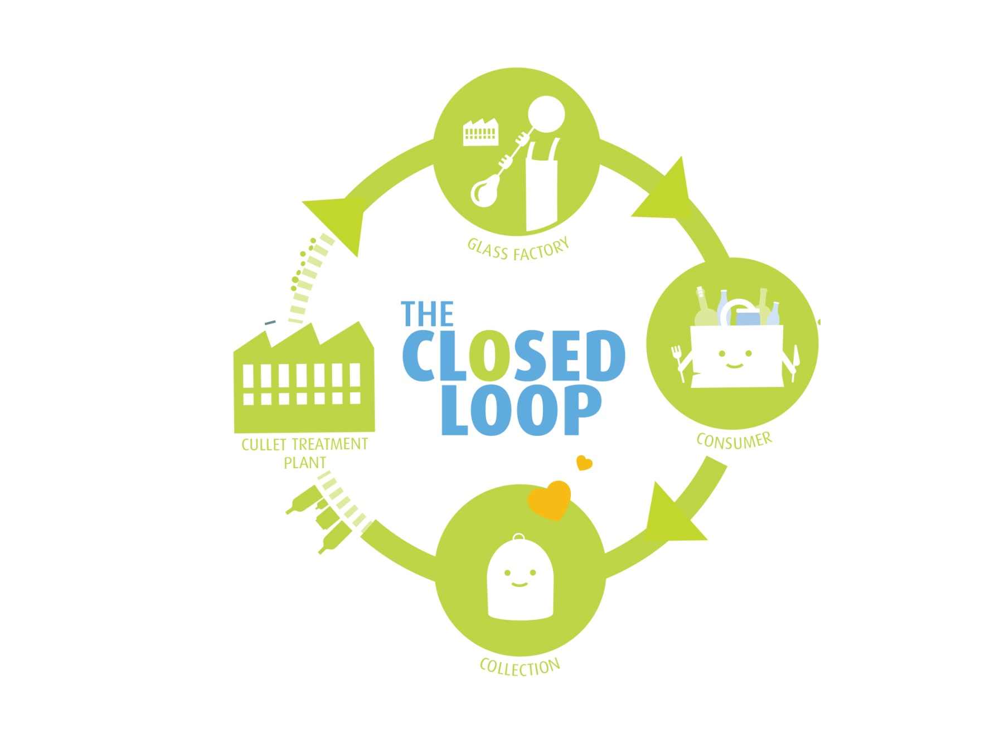 GLASS FACTORY
THE
CLOSED
LOOP
CONSUMER
CULLET TREATMENT
PLANT
COLLECTION